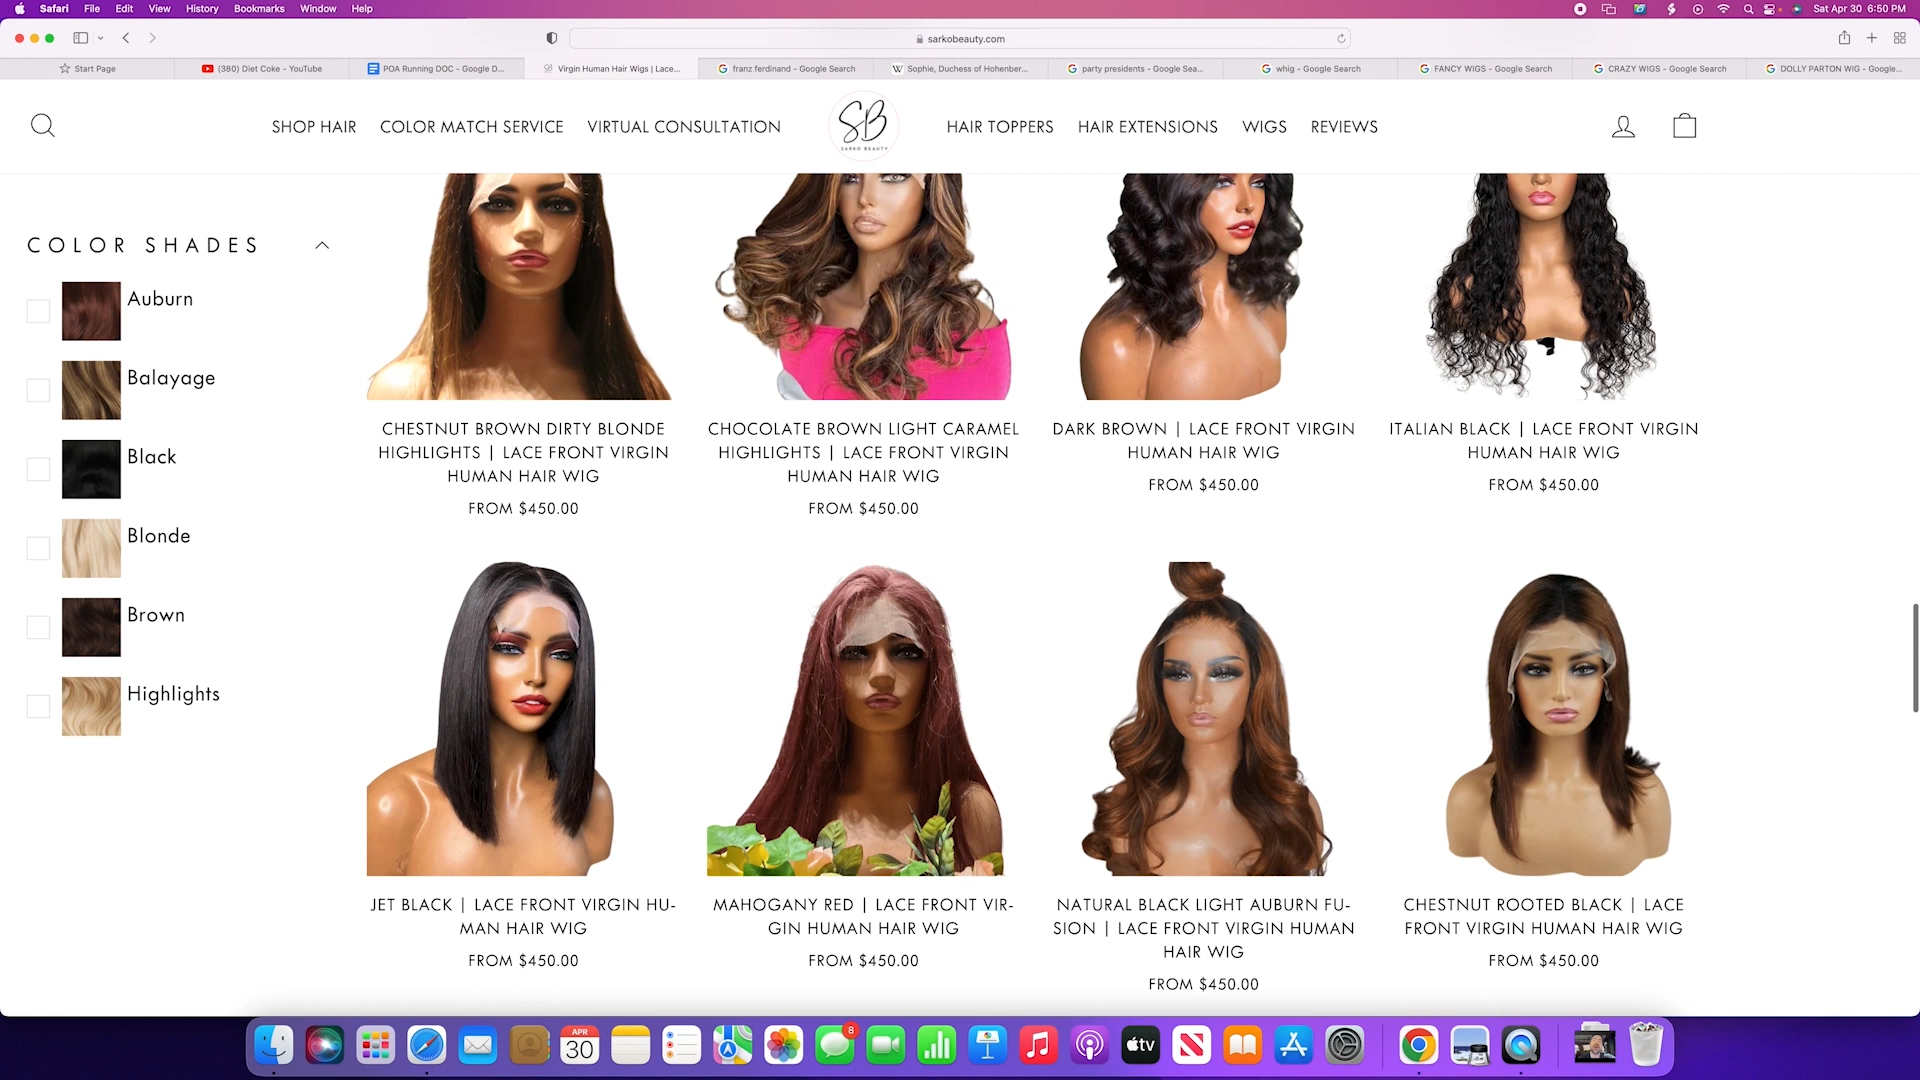 Safari File Edit View History Bookmarks Window Help Sat Apr 30 6:50 PM
sarkobeauty.com
Start Page (380) Diet Coke - YouTube POA Running DOC - Google D... Virgin Human Hair Wigs | Lace... franz ferdinand - Google Search Sophie, Duchess of Hohenber... party presidents - Google Sea... whig - Google Search FANCY WIGS - Google Search CRAZY WIGS - Google Search DOLLY PARTON WIG - Google...
SHOP HAIR COLOR MATCH SERVICE VIRTUAL CONSULTATION SB HAIR TOPPERS HAIR EXTENSIONS WIGS REVIEWS
SARKO BEAUTY
COLOR SHADES
Auburn
Balayage
Black
Blonde
Brown
Highlights
CHESTNUT BROWN DIRTY BLONDE
HIGHLIGHTS | LACE FRONT VIRGIN
HUMAN HAIR WIG
FROM $450.00
CHOCOLATE BROWN LIGHT CARAMEL
HIGHLIGHTS | LACE FRONT VIRGIN
HUMAN HAIR WIG
FROM $450.00
DARK BROWN | LACE FRONT VIRGIN
HUMAN HAIR WIG
FROM $450.00
ITALIAN BLACK | LACE FRONT VIRGIN
HUMAN HAIR WIG
FROM $450.00
JET BLACK | LACE FRONT VIRGIN HU-
MAN HAIR WIG
FROM $450.00
MAHOGANY RED | LACE FRONT VIR-
GIN HUMAN HAIR WIG
FROM $450.00
NATURAL BLACK LIGHT AUBURN FU-
SION | LACE FRONT VIRGIN HUMAN
HAIR WIG
FROM $450.00
CHESTNUT ROOTED BLACK | LACE
FRONT VIRGIN HUMAN HAIR WIG
FROM $450.00
APR
30
8
tv